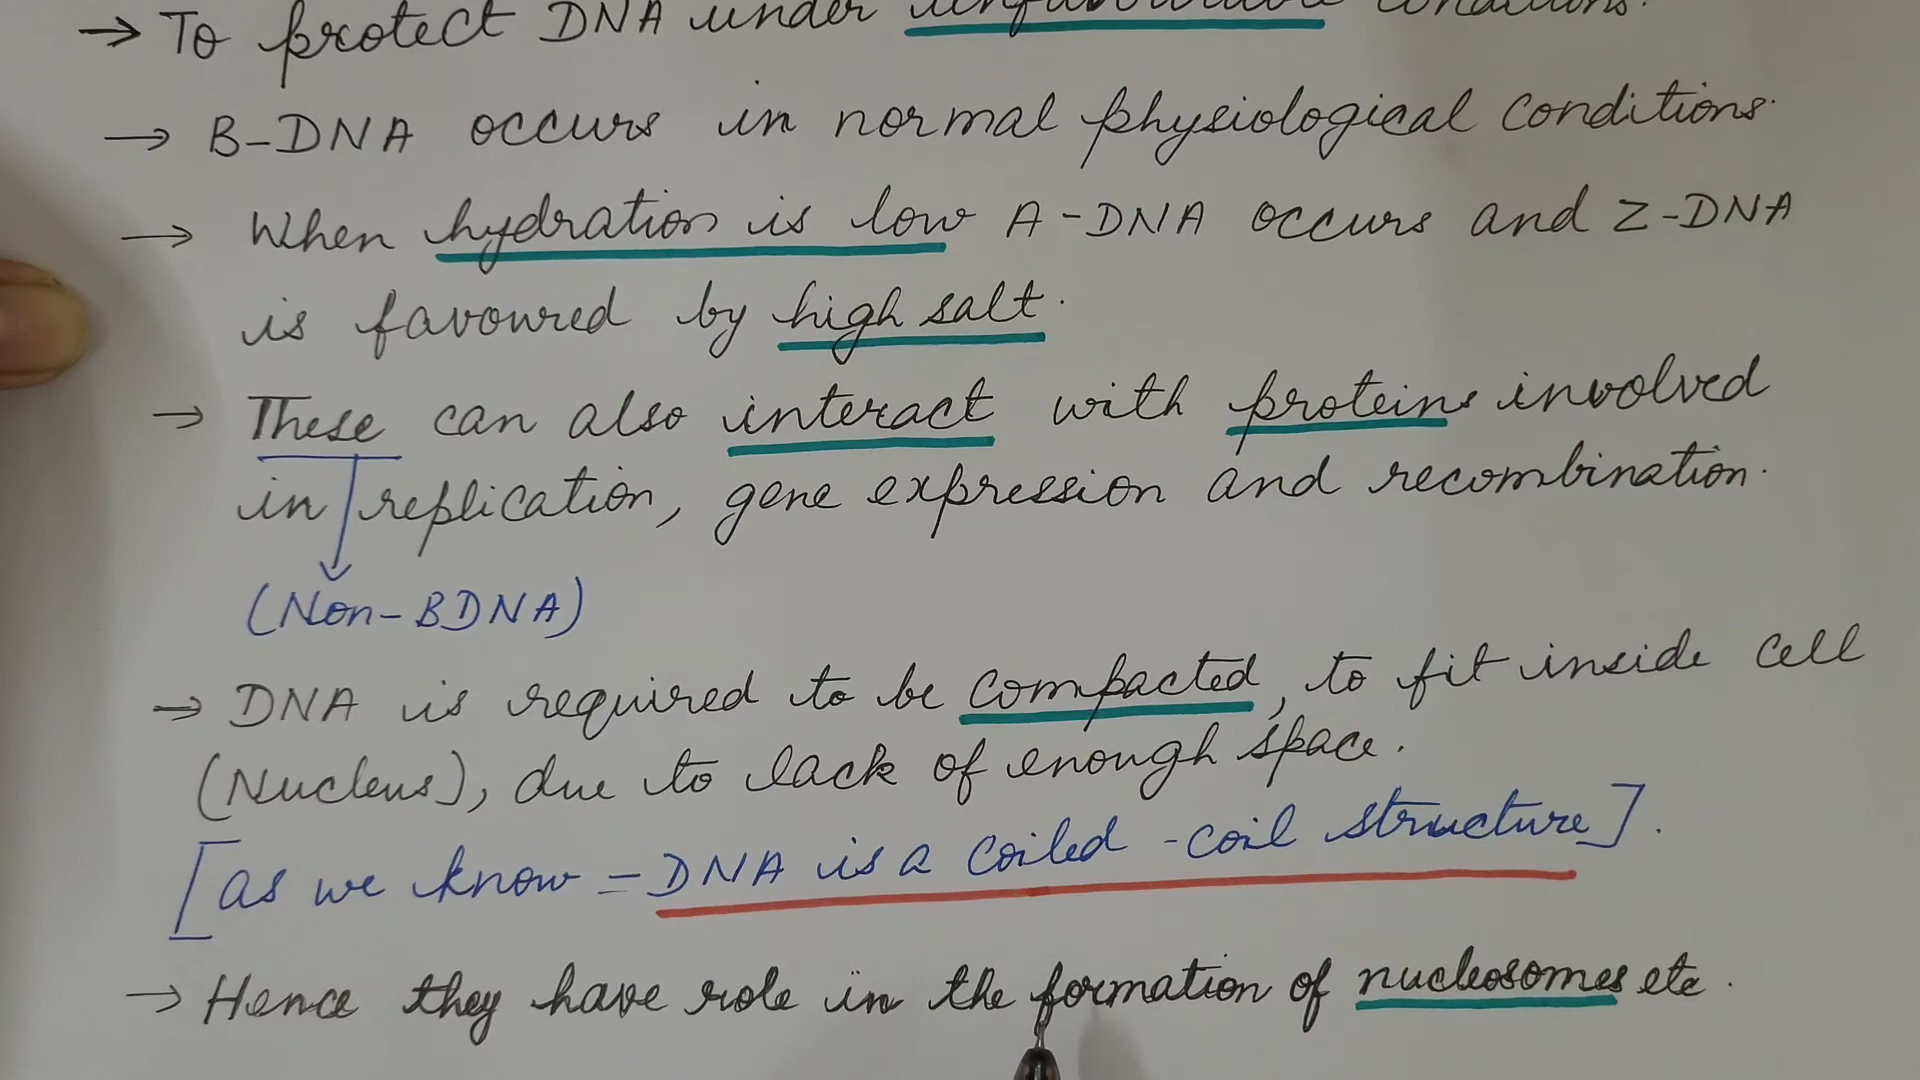 → To protect DNA under unfavourable conditions.
→ B-DNA occurs in normal physiological conditions.
→ When hydration is low A-DNA occurs and Z-DNA
is favoured by high salt.
→ These can also interact with proteins involved
in replication, gene expression and recombination.
(Non-BDNA)
→ DNA is required to be compacted, to fit inside cell
(Nucleus), due to lack of enough space.
[as we know = DNA is a coiled-coil structure].
→ Hence they have role in the formation of nucleosomes etc.